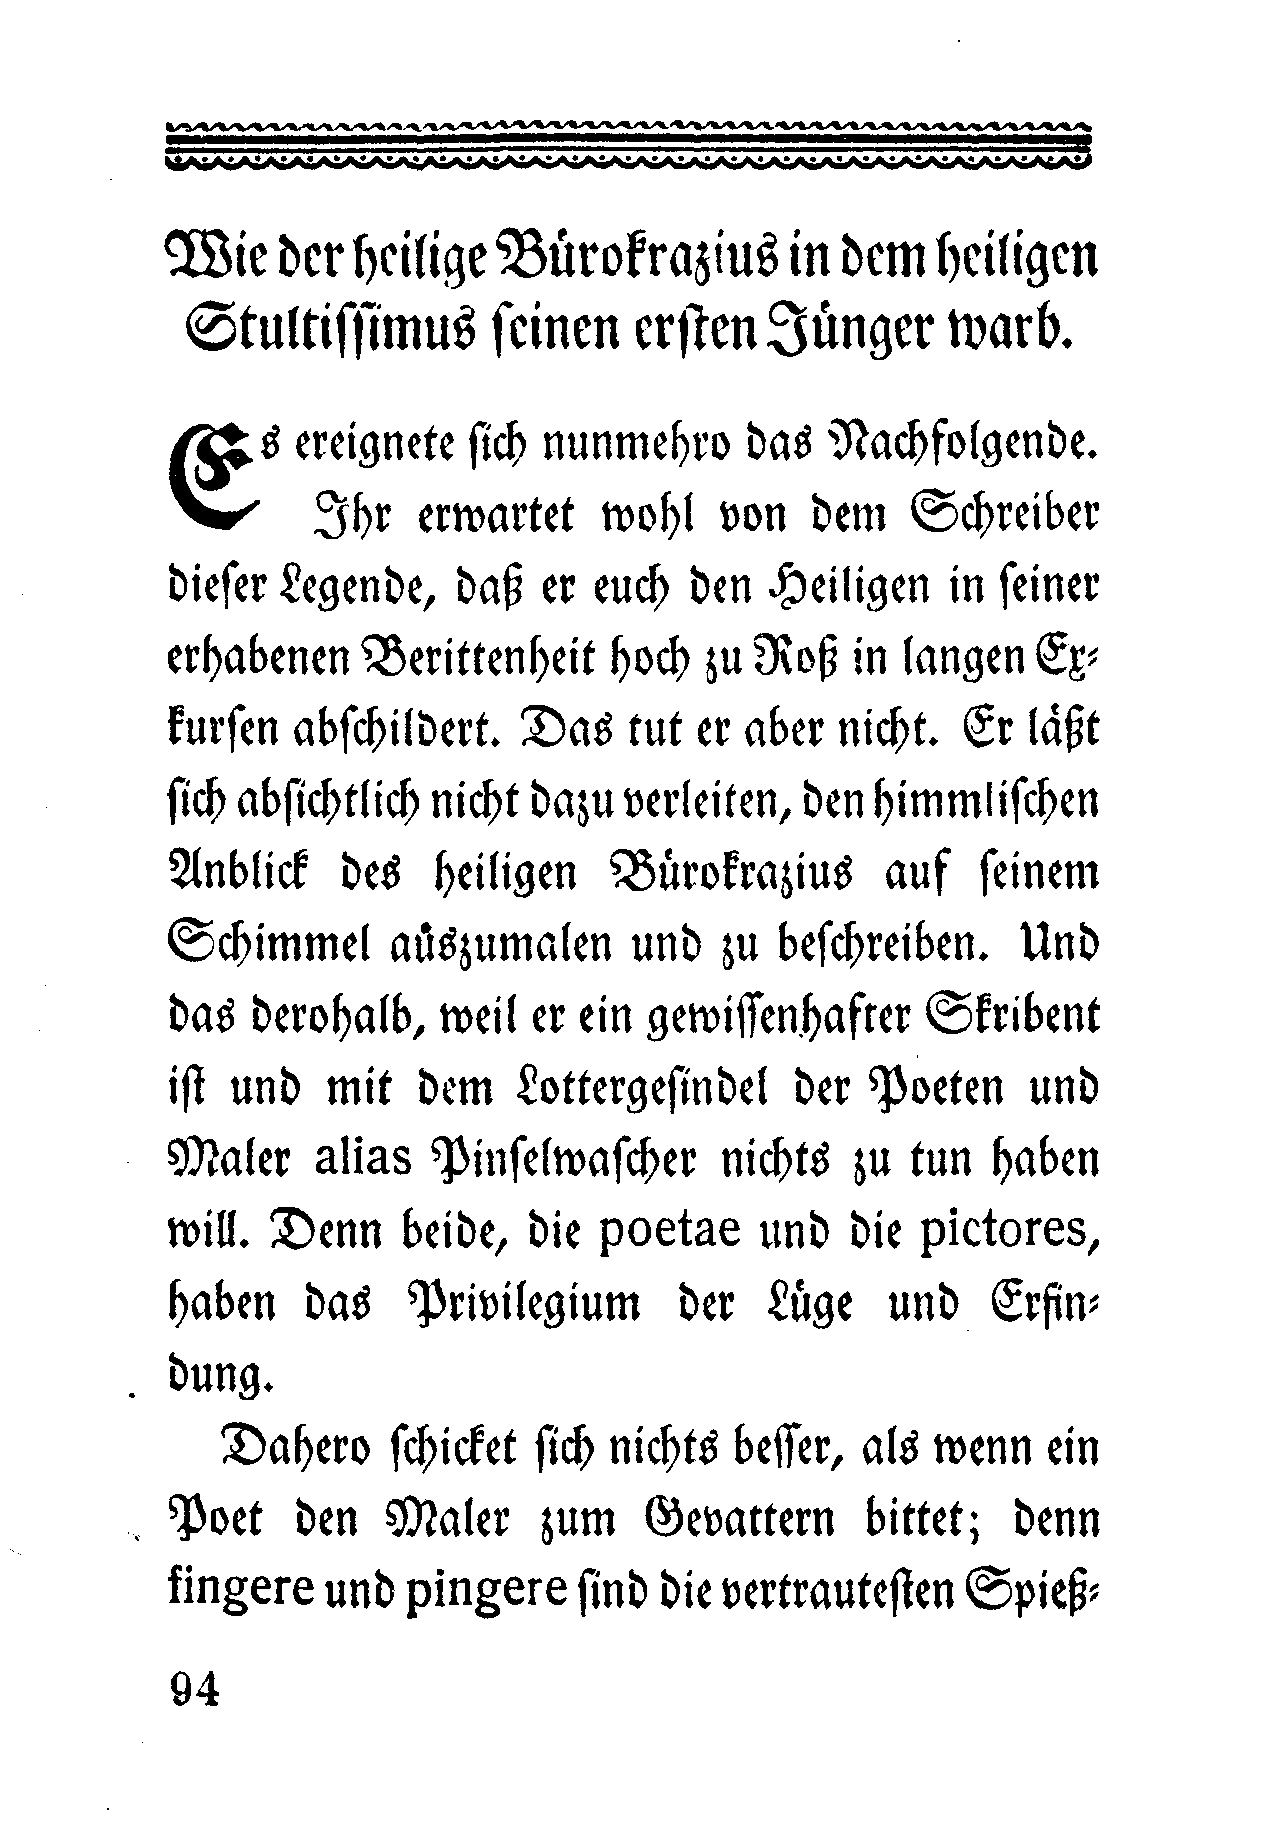 Wie der heilige Bürokrazius in dem heiligen
Stultissimus seinen ersten Jünger warb.
Es ereignete sich nunmehro das Nachfolgende.
Ihr erwartet wohl von dem Schreiber
dieser Legende, daß er euch den Heiligen in seiner
erhabenen Berittenheit hoch zu Roß in langen Ex-
kursen abschildert. Das tut er aber nicht. Er läßt
sich absichtlich nicht dazu verleiten, den himmlischen
Anblick des heiligen Bürokrazius auf seinem
Schimmel auszumalen und zu beschreiben. Und
das derohalb, weil er ein gewissenhafter Skribent
ist und mit dem Lottergesindel der Poeten und
Maler alias Pinselwascher nichts zu tun haben
will. Denn beide, die poetae und die pictores,
haben das Privilegium der Lüge und Erfin-
dung.
Dahero schicket sich nichts besser, als wenn ein
Poet den Maler zum Gevattern bittet; denn
fingere und pingere sind die vertrautesten Spieß-
94